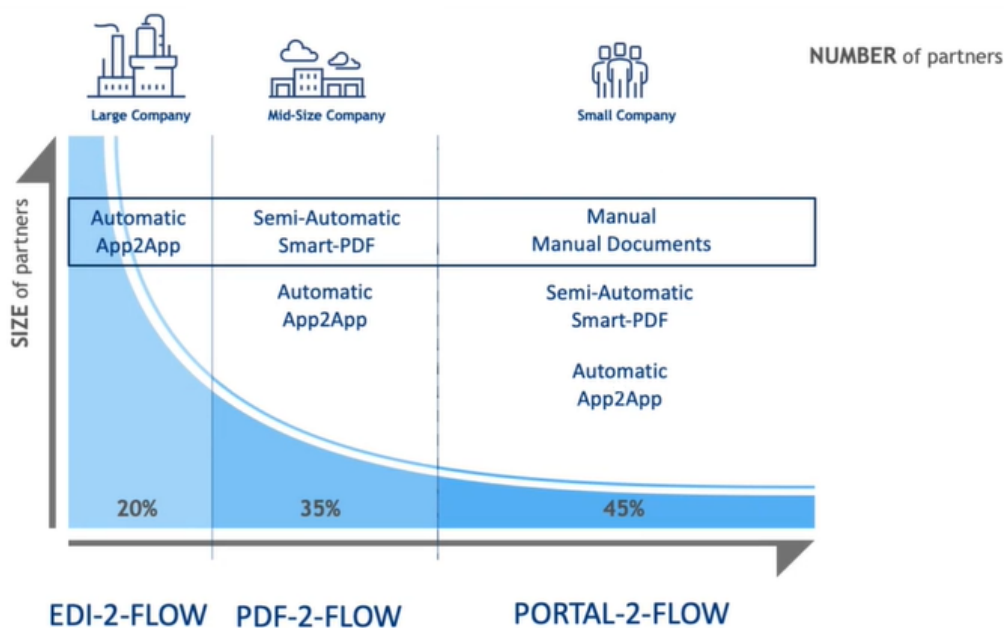 NUMBER of partners
Large Company
Mid-Size Company
Small Company
SIZE of partners
Automatic
App2App
Semi-Automatic
Smart-PDF
Manual
Manual Documents
Automatic
App2App
Semi-Automatic
Smart-PDF
Automatic
App2App
20%
35%
45%
EDI-2-FLOW
PDF-2-FLOW
PORTAL-2-FLOW